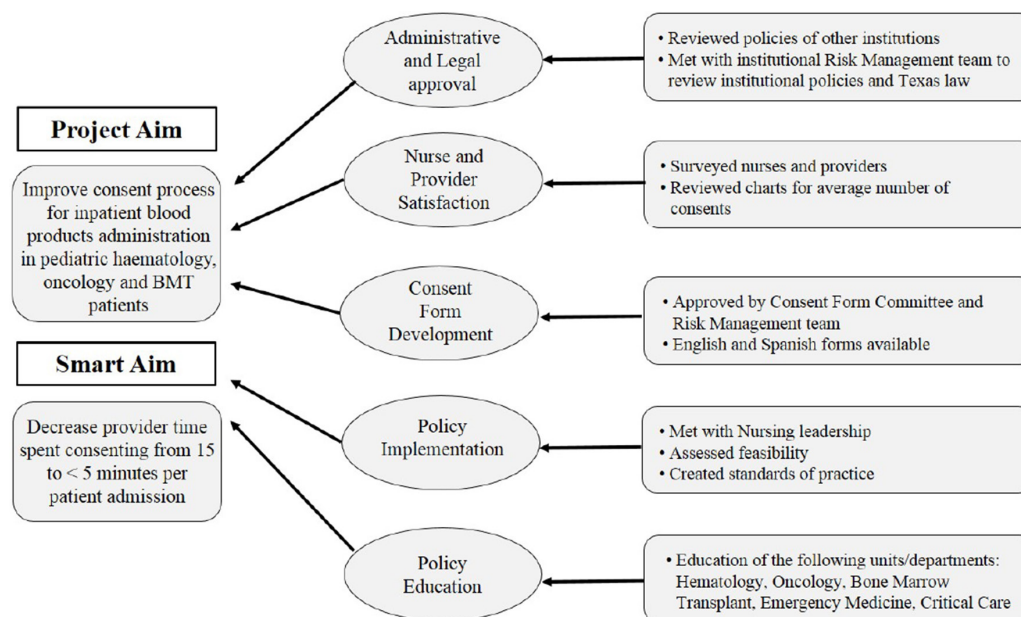 Project Aim
Improve consent process
for inpatient blood
products administration
in pediatric haematology,
oncology and BMT
patients
Smart Aim
Decrease provider time
spent consenting from 15
to < 5 minutes per
patient admission
Administrative
and Legal
approval
Nurse and
Provider
Satisfaction
Consent
Form
Development
Policy
Implementation
Policy
Education
• Reviewed policies of other institutions
• Met with institutional Risk Management team to
review institutional policies and Texas law
• Surveyed nurses and providers
• Reviewed charts for average number of
consents
• Approved by Consent Form Committee and
Risk Management team
• English and Spanish forms available
• Met with Nursing leadership
• Assessed feasibility
• Created standards of practice
• Education of the following units/departments:
Hematology, Oncology, Bone Marrow
Transplant, Emergency Medicine, Critical Care